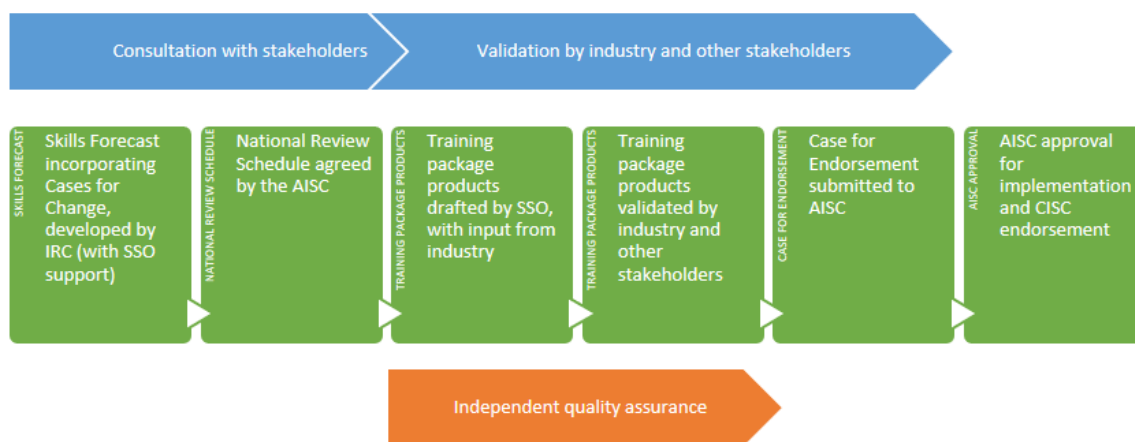 Consultation with stakeholders
Validation by industry and other stakeholders
SKILLS FORECAST
Skills Forecast
incorporating
Cases for
Change,
developed by
IRC (with SSO
support)
NATIONAL REVIEW SCHEDULE
National Review
Schedule agreed
by the AISC
TRAINING PACKAGE PRODUCTS
Training
package
products
drafted by SSO,
with input from
industry
TRAINING PACKAGE PRODUCTS
Training
package
products
validated by
industry and
other
stakeholders
CASE FOR ENDORSEMENT
Case for
Endorsement
submitted to
AISC
AISC APPROVAL
AISC approval
for
implementation
and CISC
endorsement
Independent quality assurance